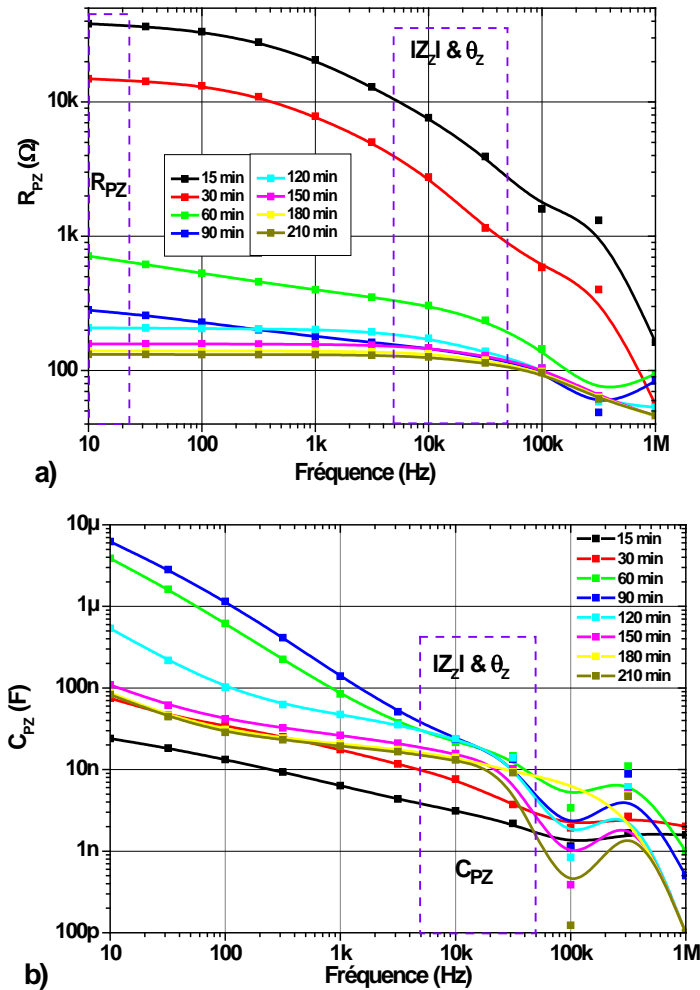 |Z_Z| & θ_Z
10k
1k
100
R_PZ (Ω)
R_PZ
15 min
30 min
60 min
90 min
120 min
150 min
180 min
210 min
10 100 1k 10k 100k 1M
Fréquence (Hz)
a)
10µ
1µ
100n
10n
1n
100p
C_PZ (F)
|Z_Z| & θ_Z
C_PZ
15 min
30 min
60 min
90 min
120 min
150 min
180 min
210 min
10 100 1k 10k 100k 1M
Fréquence (Hz)
b)